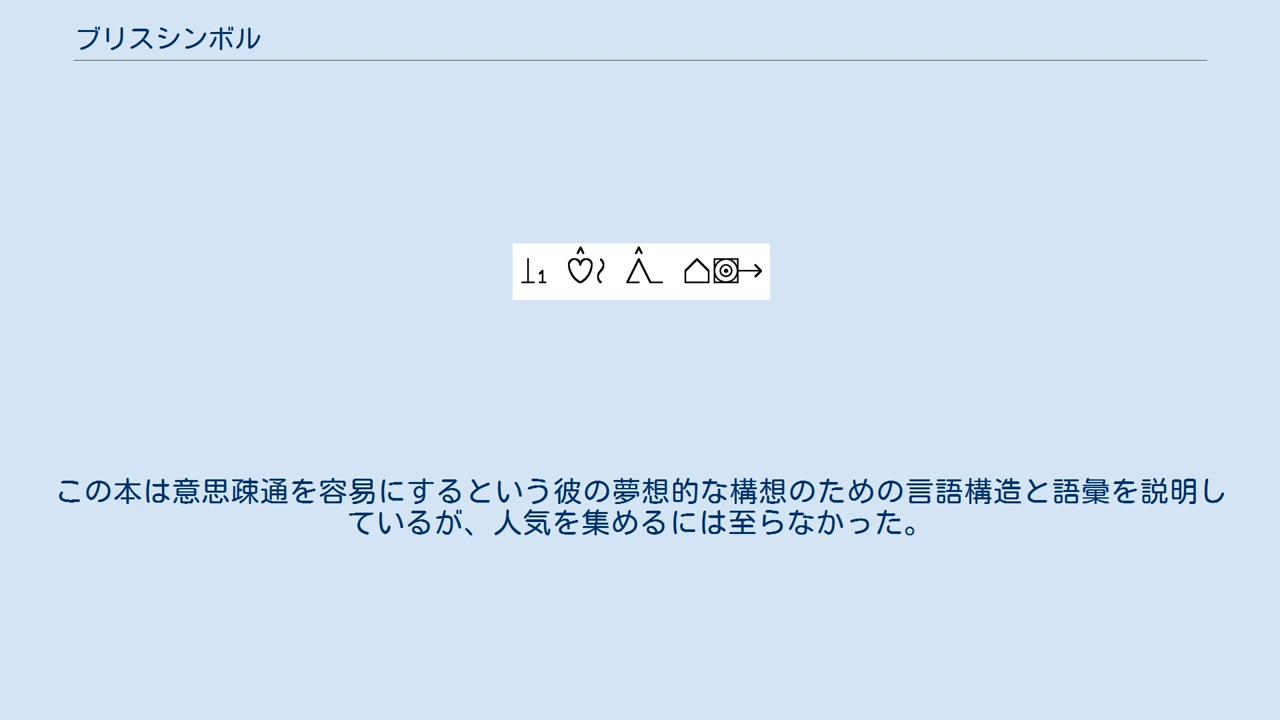 ブリスシンボル
この本は意思疎通を容易にするという彼の夢想的な構想のための言語構造と語彙を説明し
ているが、人気を集めるには至らなかった。